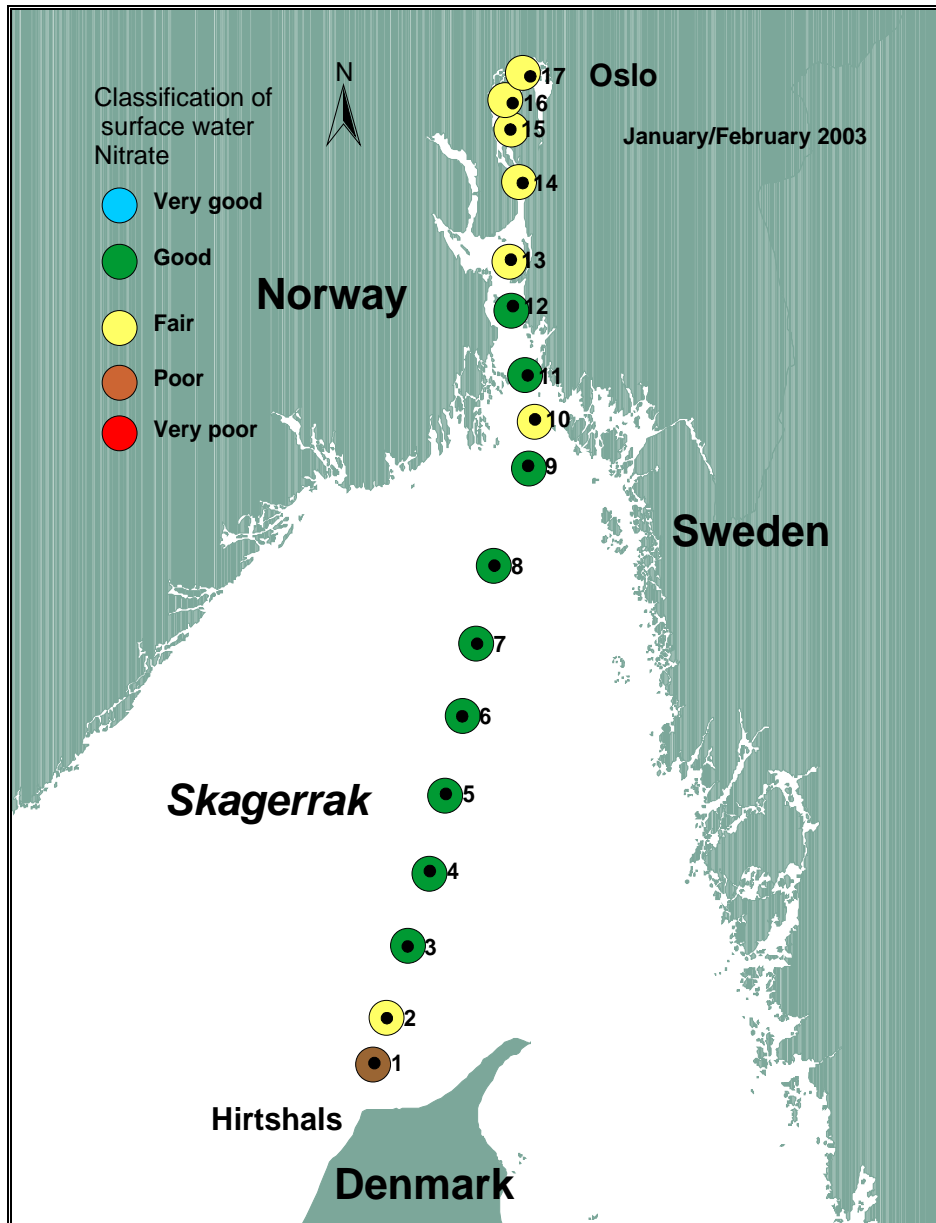 N
Classification of
surface water
Nitrate
Very good
Good
Fair
Poor
Very poor
January/February 2003
Oslo
17
16
15
14
13
12
11
10
9
8
7
6
5
4
3
2
1
Norway
Sweden
Skagerrak
Hirtshals
Denmark